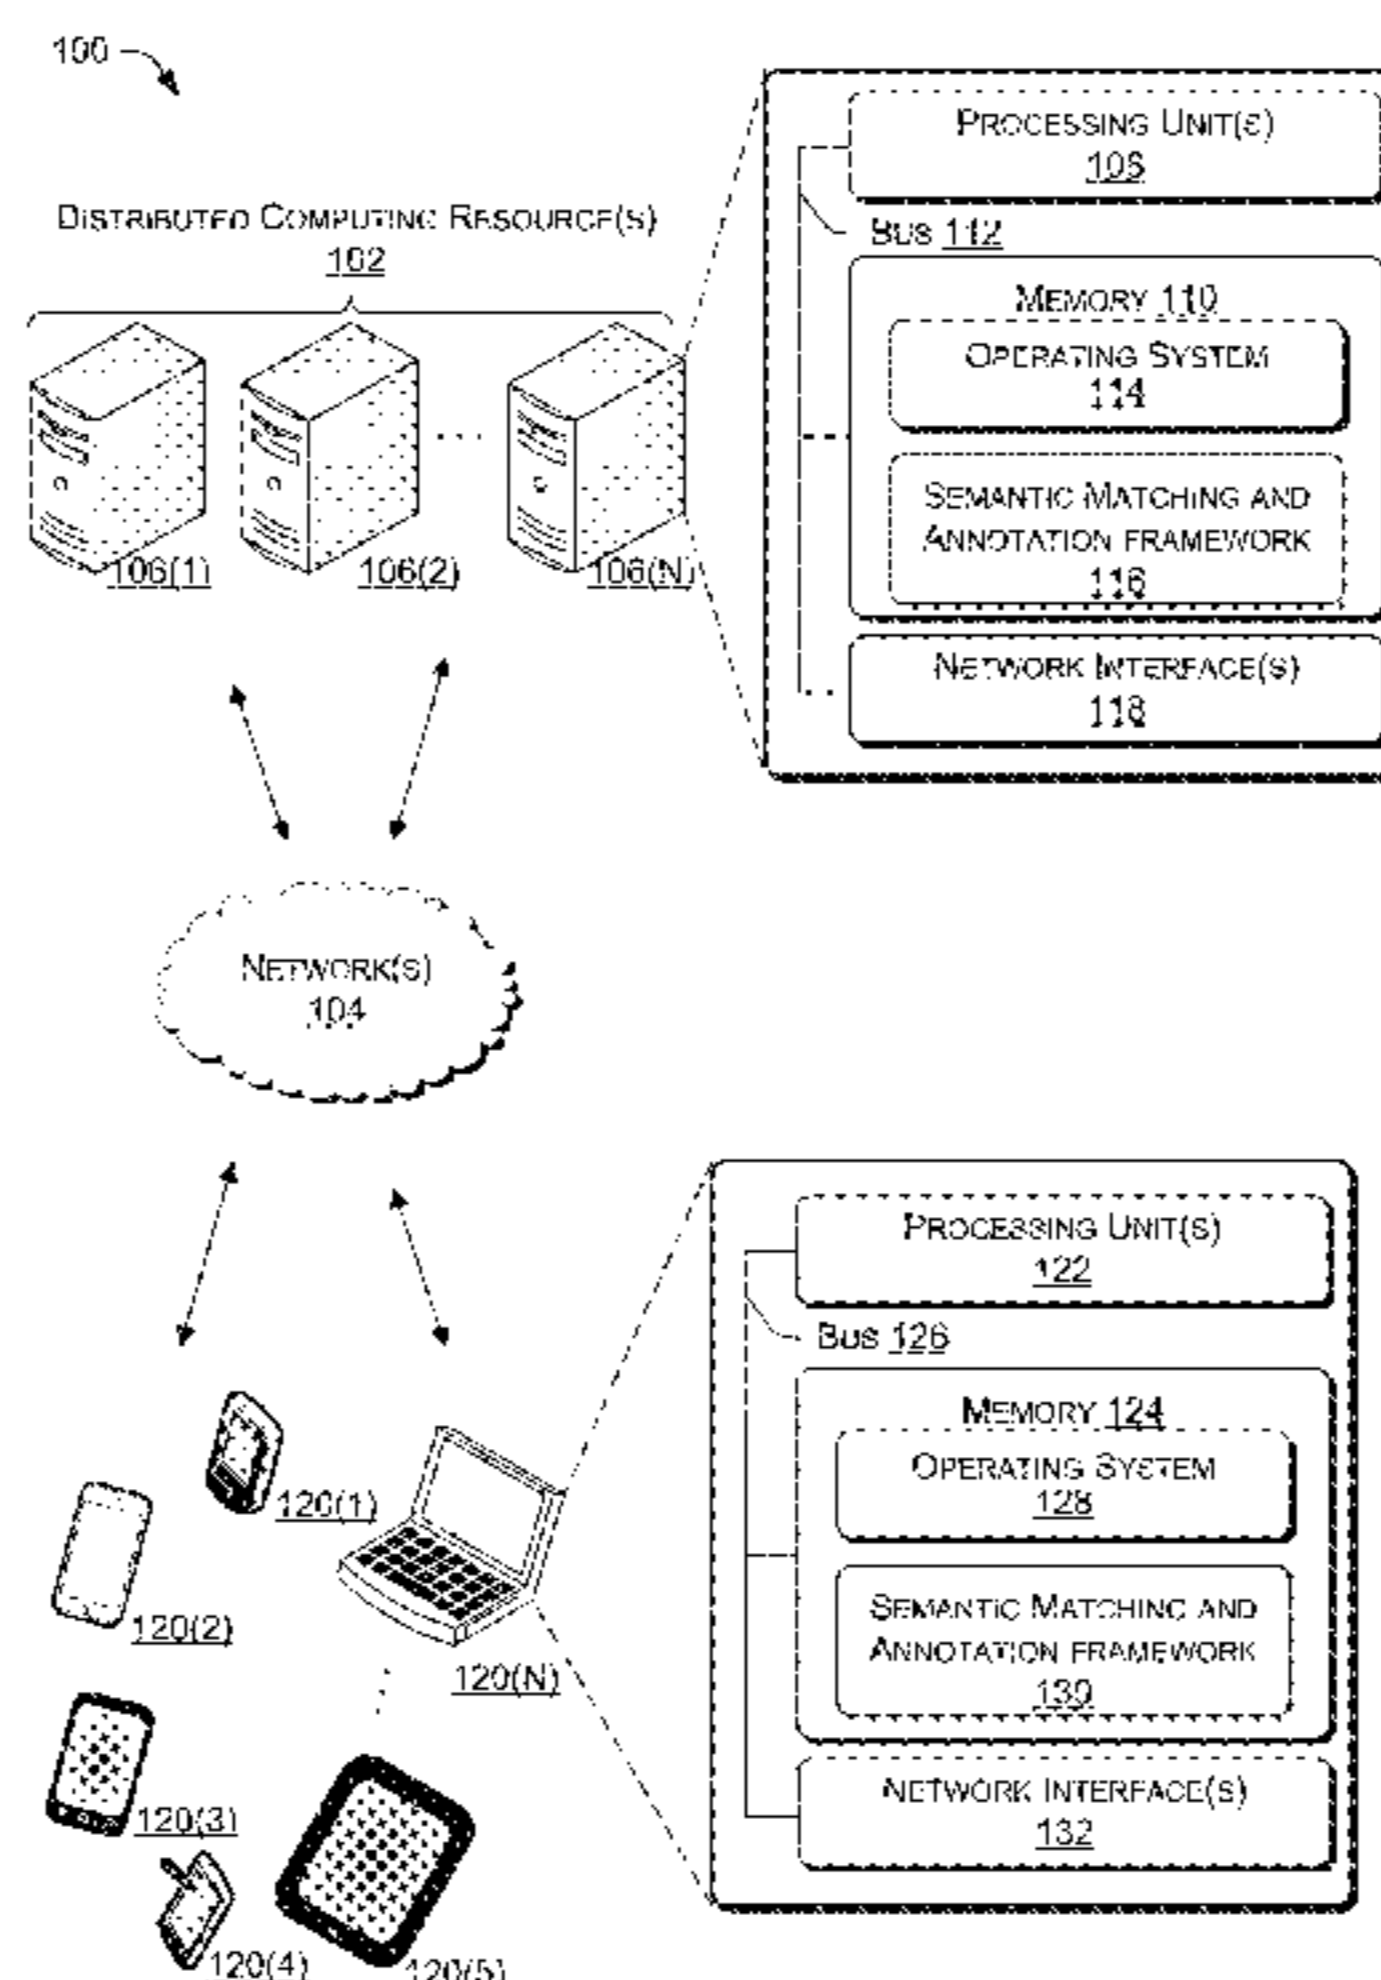 100
DISTRIBUTED COMPUTING RESOURCE(S)
102
106(1)
106(2)
106(N)
PROCESSING UNIT(S)
108
BUS 112
MEMORY 110
OPERATING SYSTEM
114
SEMANTIC MATCHING AND
ANNOTATION FRAMEWORK
116
NETWORK INTERFACE(S)
118
NETWORK(S)
104
120(1)
120(2)
120(3)
120(4)
120(5)
120(N)
PROCESSING UNIT(S)
122
BUS 126
MEMORY 124
OPERATING SYSTEM
128
SEMANTIC MATCHING AND
ANNOTATION FRAMEWORK
130
NETWORK INTERFACE(S)
132